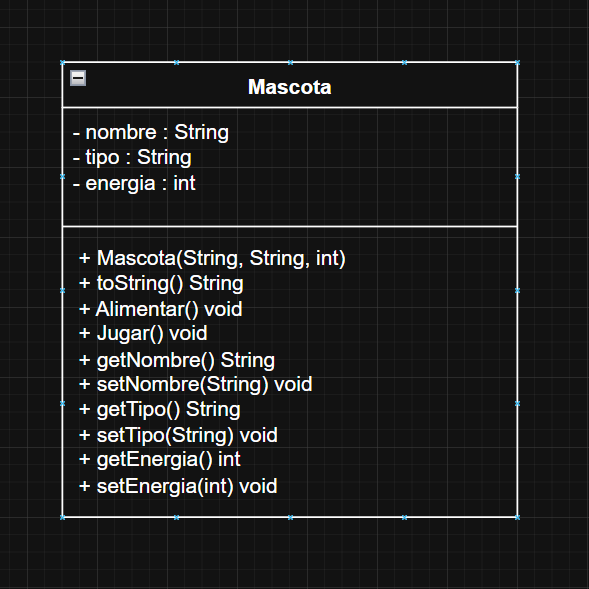 Mascota
- nombre : String
- tipo : String
- energia : int
+ Mascota(String, String, int)
+ toString() String
+ Alimentar() void
+ Jugar() void
+ getNombre() String
+ setNombre(String) void
+ getTipo() String
+ setTipo(String) void
+ getEnergia() int
+ setEnergia(int) void